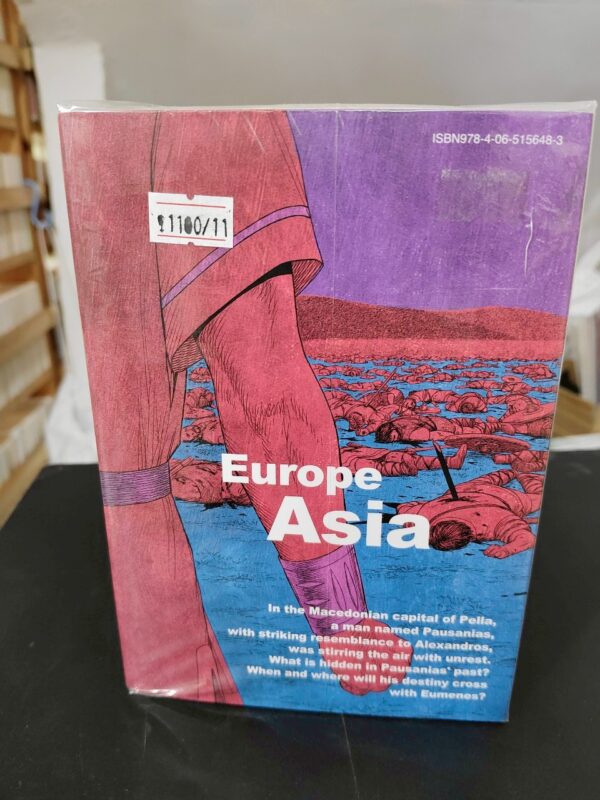 ISBN978-4-06-515648-3
1100/11
Europe
Asia
In the Macedonian capital of Pella,
a man named Pausanias,
with striking resemblance to Alexandros,
was stirring the air with unrest.
What is hidden in Pausanias' past?
When and where will his destiny cross
with Eumenes?